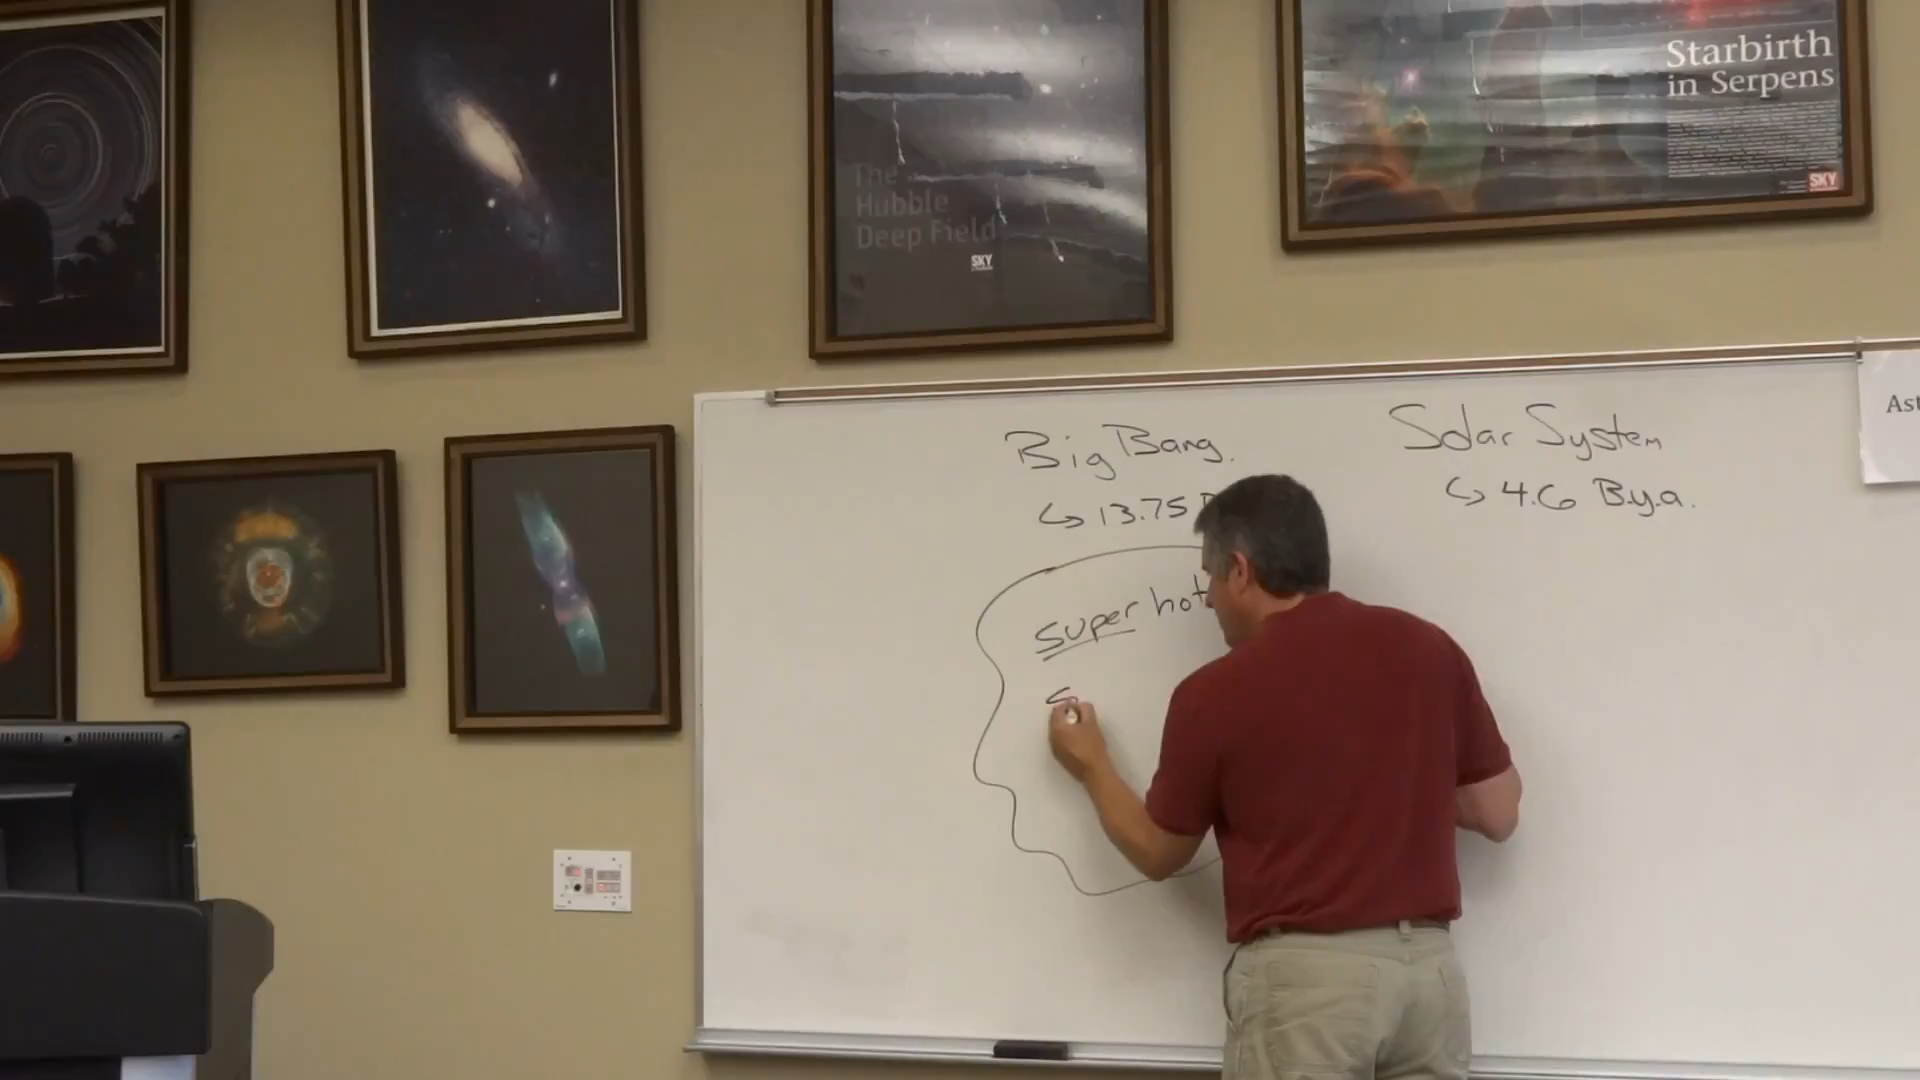 Starbirth
in Serpens
SKY
The
Hubble
Deep Field
SKY
Ast
Big Bang.
↳ 13.75
Solar System
↳ 4.6 B.y.a.
super hot